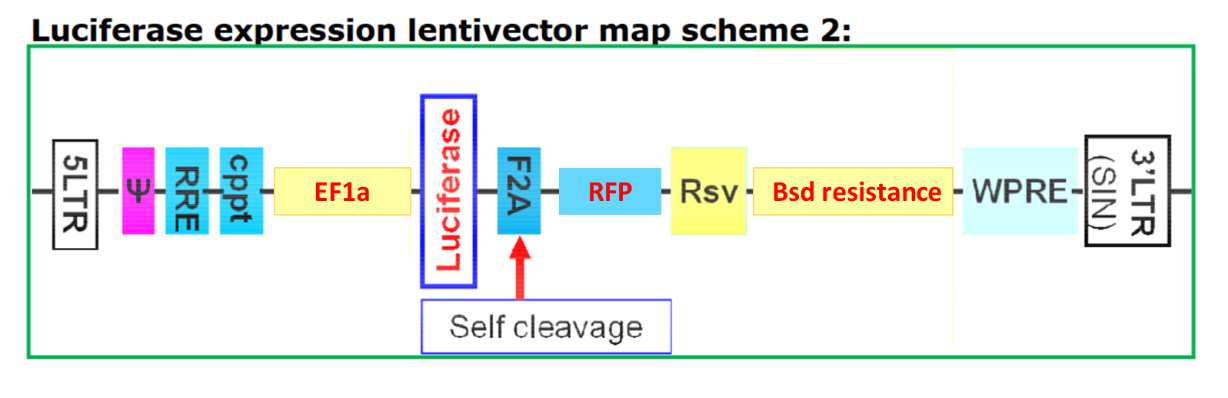 Luciferase expression lentivector map scheme 2:
5LTR
Ψ
RRE
cppt
EF1a
Luciferase
F2A
RFP
Rsv
Bsd resistance
WPRE
3'LTR
(SIN)
Self cleavage